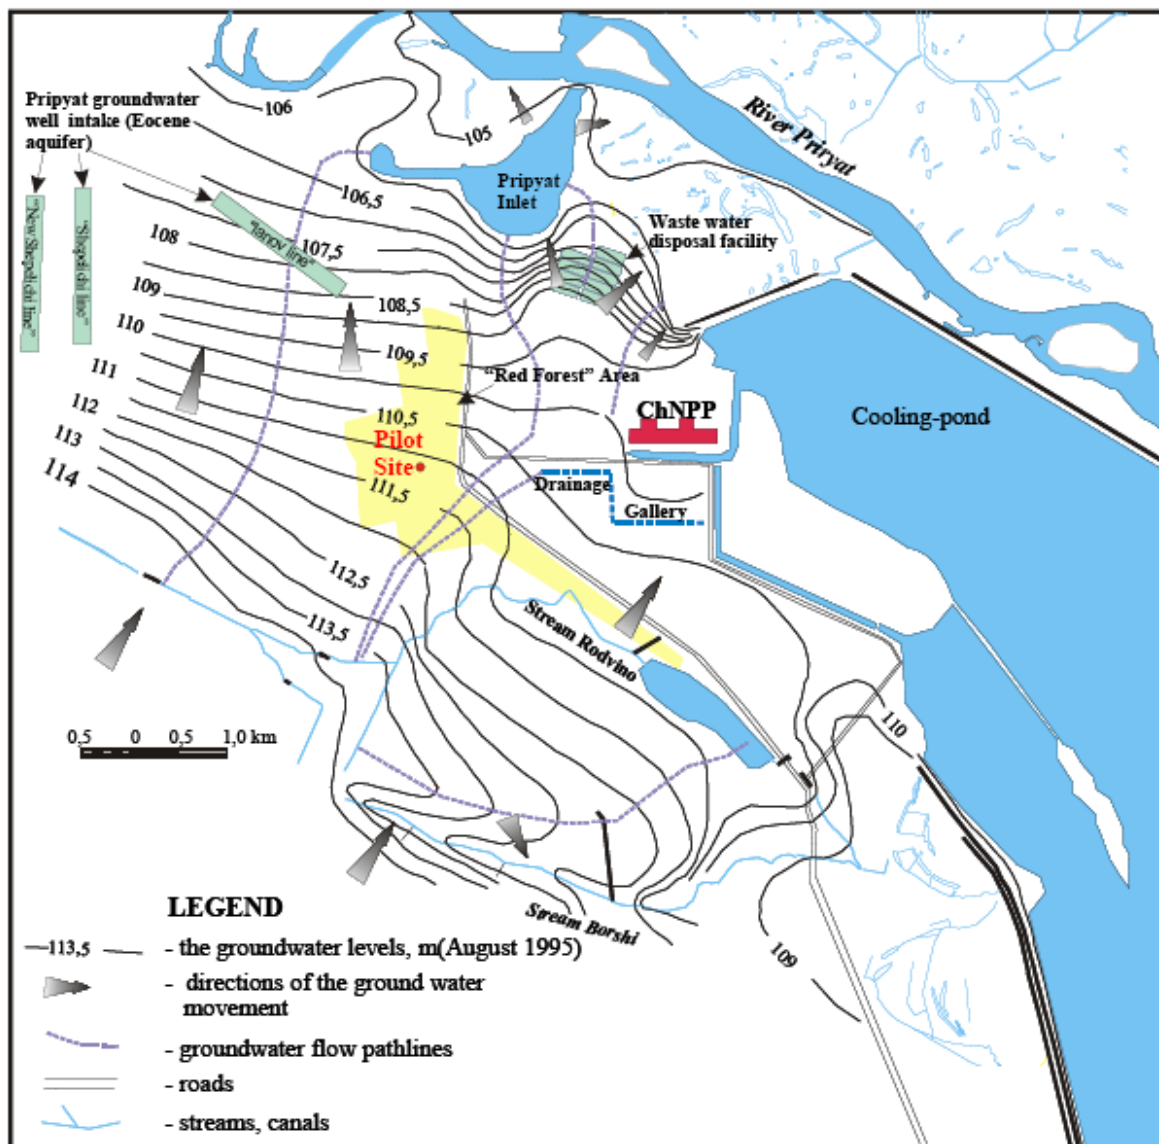 Pripyat groundwater
well intake (Eocene
aquifer)
106
105
River Pripyat
Pripyat
Inlet
"New Shepelichi line"
"Shepelichi line"
"Ianov line"
106,5
107,5
108
108,5
109
109,5
110
110,5
111
111,5
112
112,5
113
113,5
114
Waste water
disposal facility
"Red Forest" Area
ChNPP
Cooling-pond
Pilot
Site
Drainage
Gallery
Stream Rodvino
110
0,5 0 0,5 1,0 km
Stream Borshi
109
LEGEND
113,5 - the groundwater levels, m(August 1995)
- directions of the ground water
movement
- groundwater flow pathlines
- roads
- streams, canals